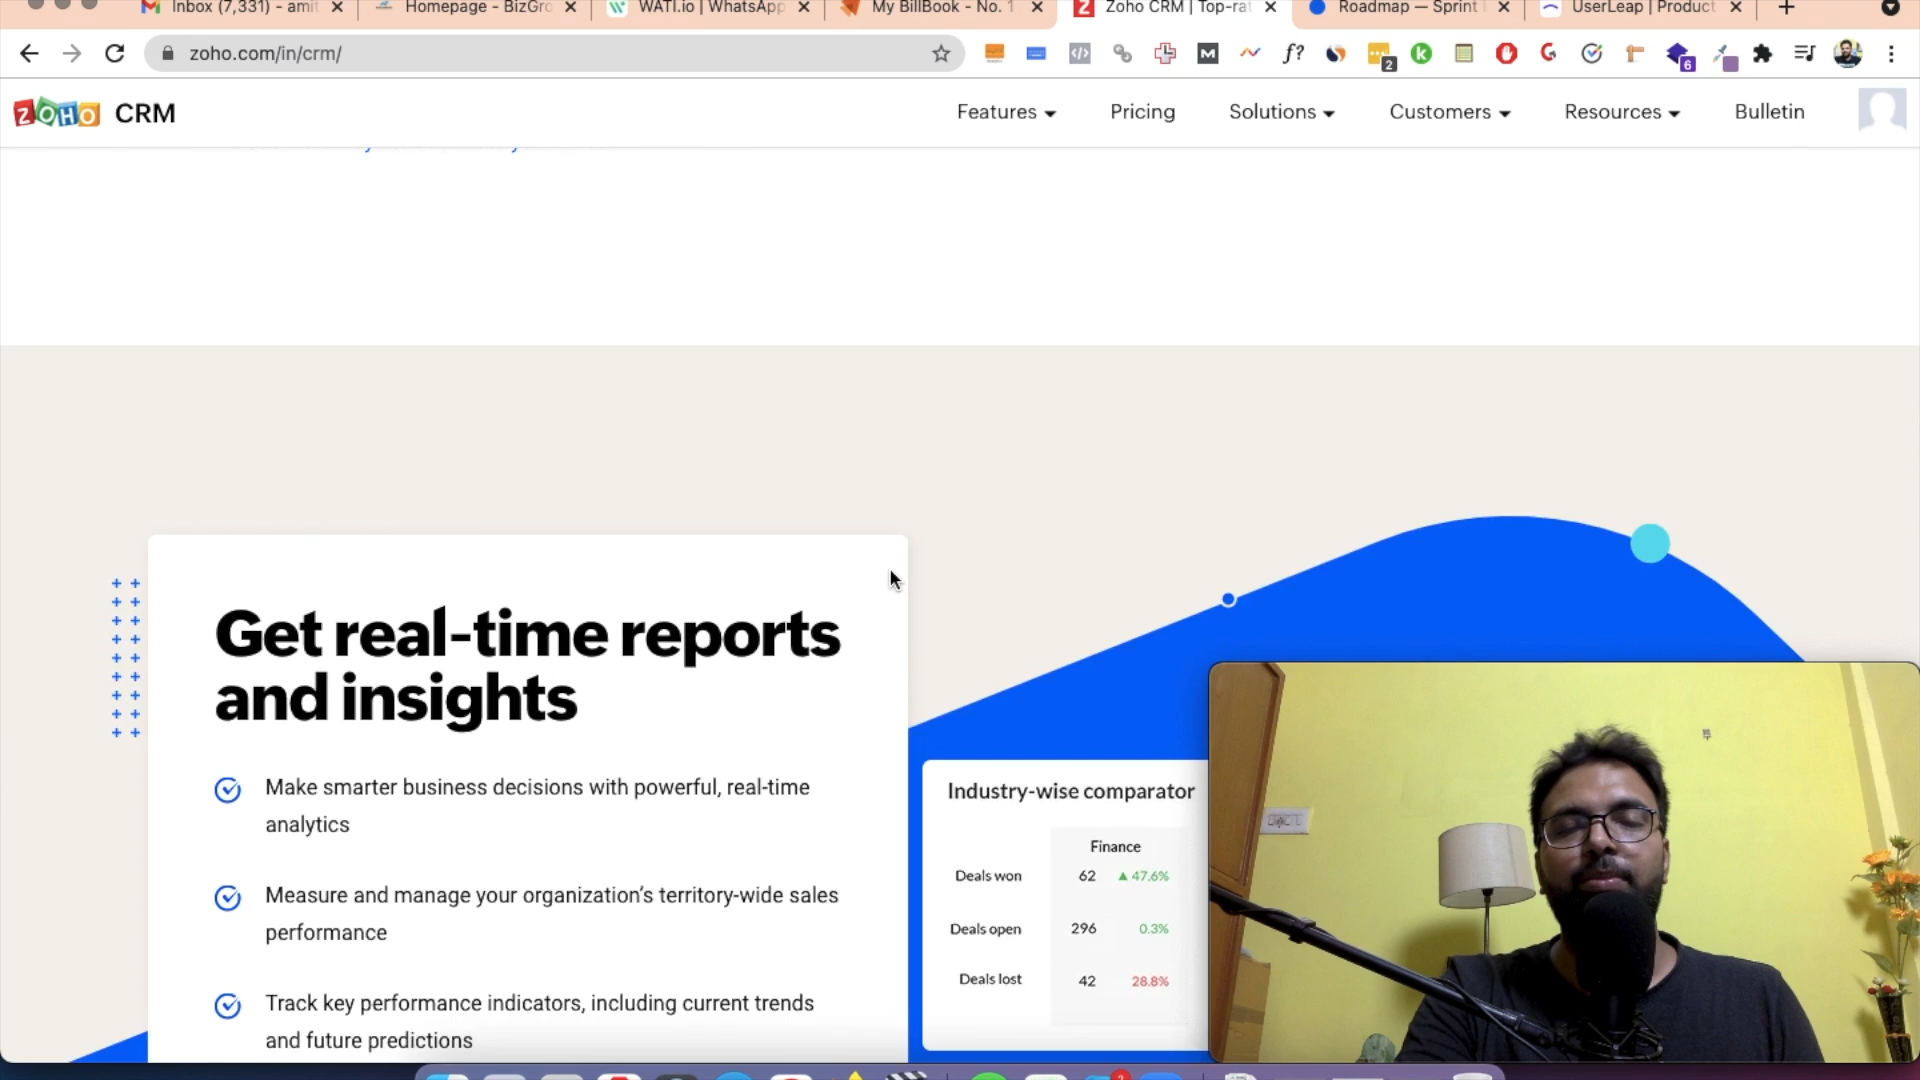 Inbox (7,331) - amit
Homepage - BizGro
WATI.io | WhatsApp
My BillBook - No. 1
Zoho CRM | Top-rat
Roadmap — Sprint
UserLeap | Product
zoho.com/in/crm/
2
6
ZOHO CRM
Features
Pricing
Solutions
Customers
Resources
Bulletin
Get real-time reports
and insights
Make smarter business decisions with powerful, real-time
analytics
Measure and manage your organization's territory-wide sales
performance
Track key performance indicators, including current trends
and future predictions
Industry-wise comparator
Finance
Deals won 62 ▲ 47.6%
Deals open 296 0.3%
Deals lost 42 28.8%